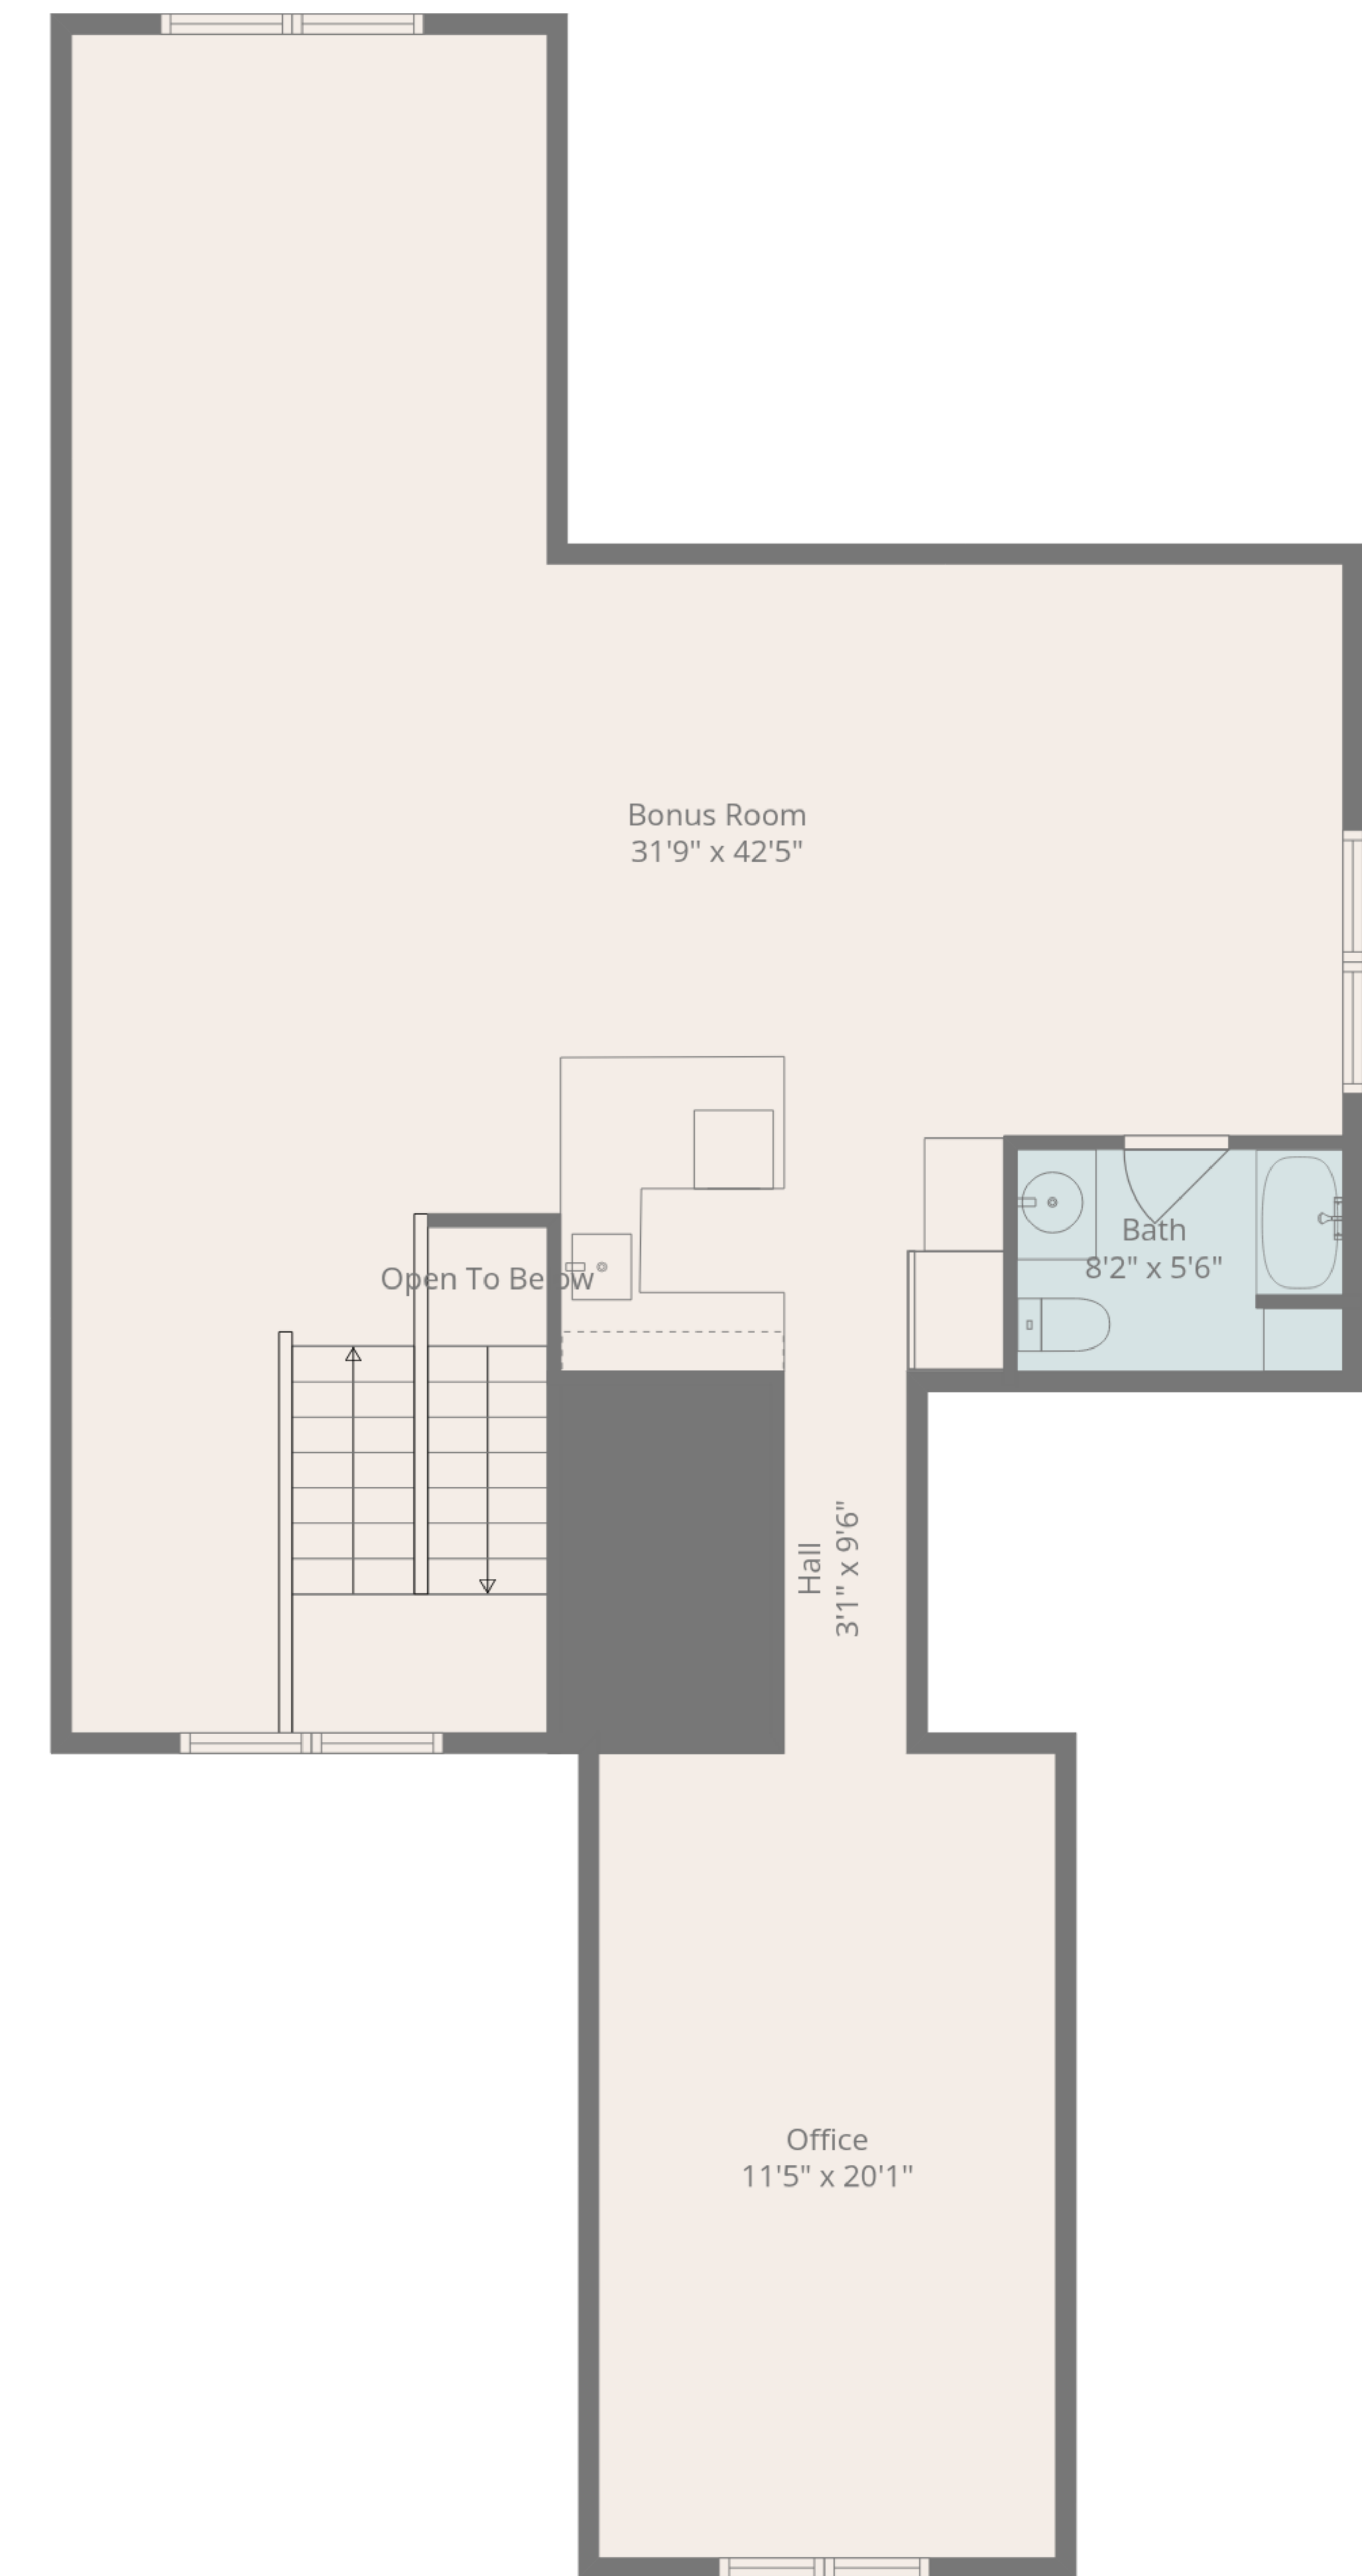 Bonus Room
31'9" x 42'5"
Bath
8'2" x 5'6"
Open To Below
Hall
3'1" x 9'6"
Office
11'5" x 20'1"